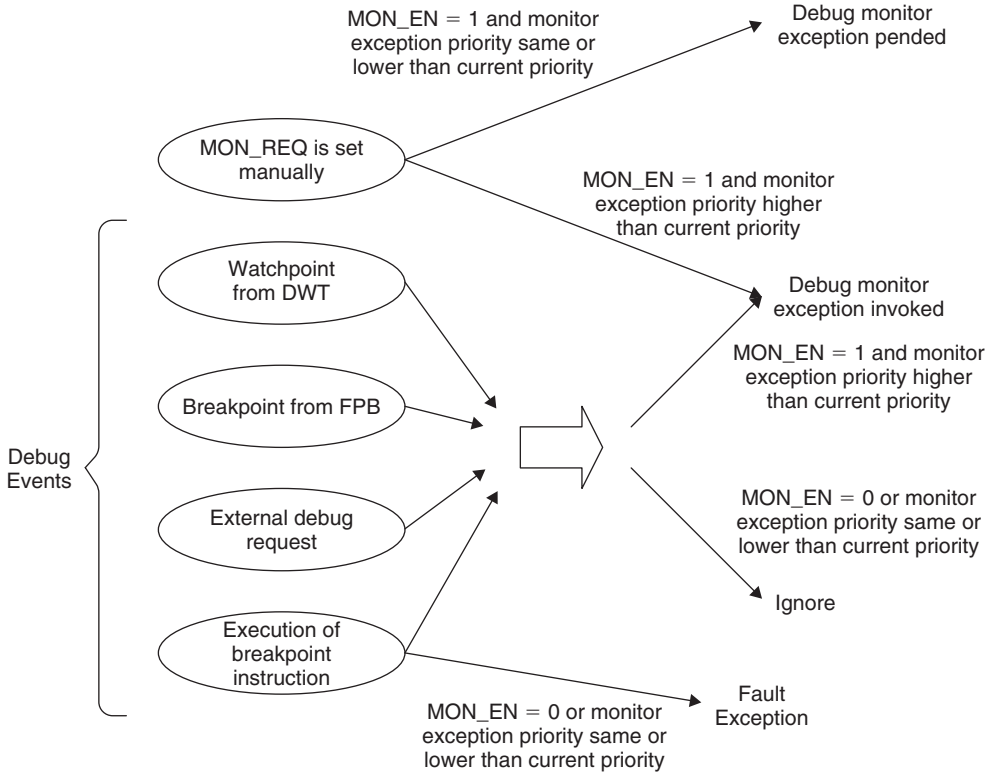 MON_EN = 1 and monitor
exception priority same or
lower than current priority
Debug monitor
exception pended
MON_REQ is set
manually
MON_EN = 1 and monitor
exception priority higher
than current priority
Watchpoint
from DWT
Debug monitor
exception invoked
MON_EN = 1 and monitor
exception priority higher
than current priority
Breakpoint from FPB
Debug
Events
External debug
request
MON_EN = 0 or monitor
exception priority same or
lower than current priority
Ignore
Execution of
breakpoint
instruction
Fault
Exception
MON_EN = 0 or monitor
exception priority same or
lower than current priority